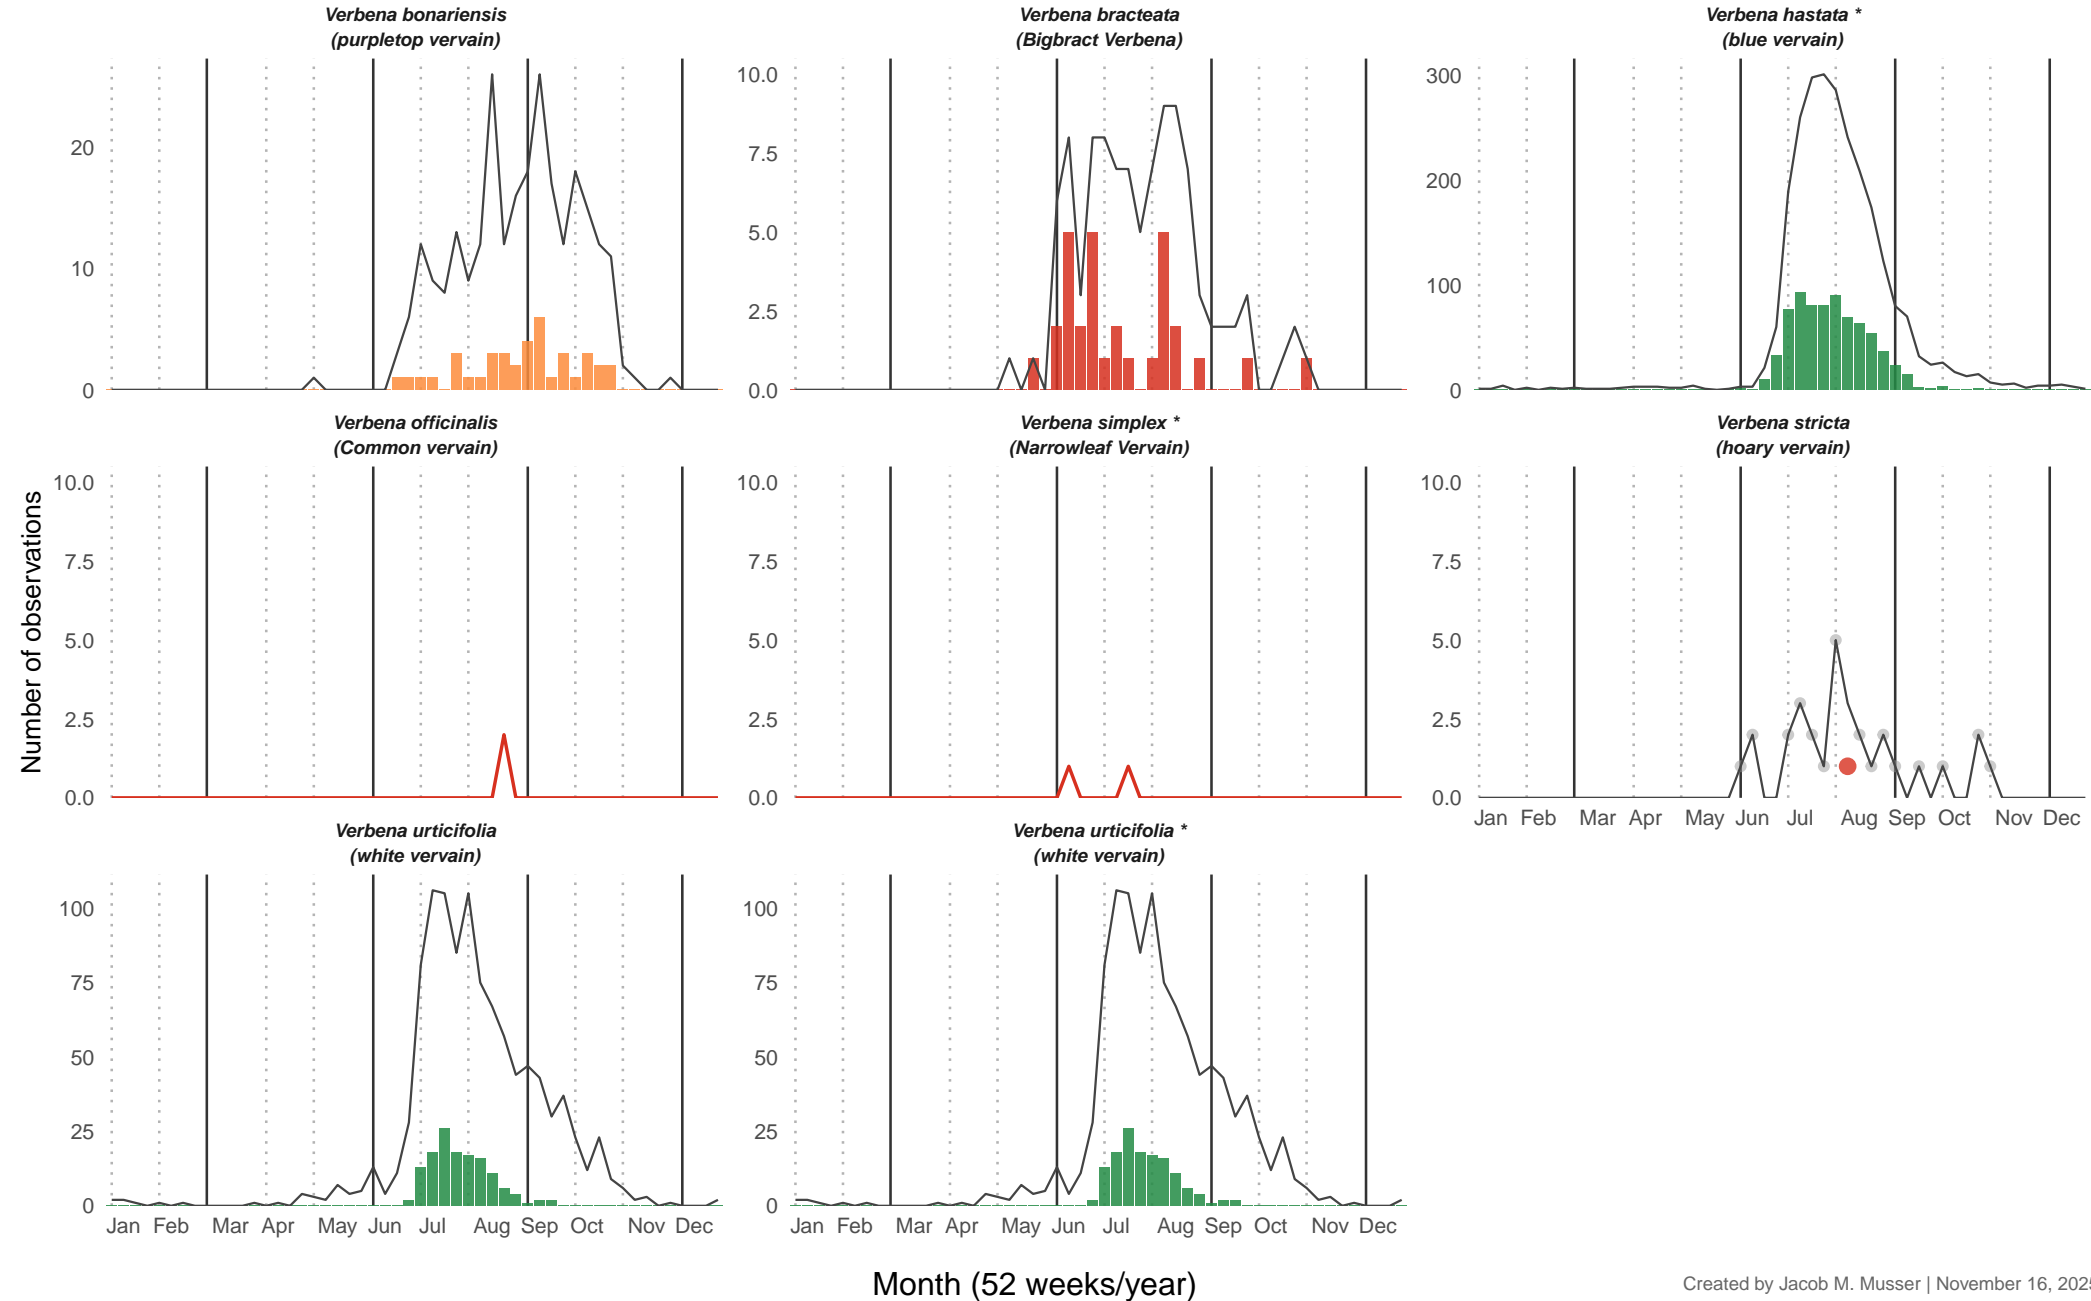 Verbena bonariensis
(purpletop vervain)
Verbena bracteata
(Bigbract Verbena)
Verbena hastata *
(blue vervain)
20
10
0
10.0
7.5
5.0
2.5
0.0
300
200
100
0
Verbena officinalis
(Common vervain)
Verbena simplex *
(Narrowleaf Vervain)
Verbena stricta
(hoary vervain)
Number of observations
10.0
7.5
5.0
2.5
0.0
10.0
7.5
5.0
2.5
0.0
10.0
7.5
5.0
2.5
0.0
Jan Feb Mar Apr May Jun Jul Aug Sep Oct Nov Dec
Verbena urticifolia
(white vervain)
Verbena urticifolia *
(white vervain)
100
75
50
25
0
100
75
50
25
0
Jan Feb Mar Apr May Jun Jul Aug Sep Oct Nov Dec
Jan Feb Mar Apr May Jun Jul Aug Sep Oct Nov Dec
Month (52 weeks/year)
Created by Jacob M. Musser | November 16, 2025